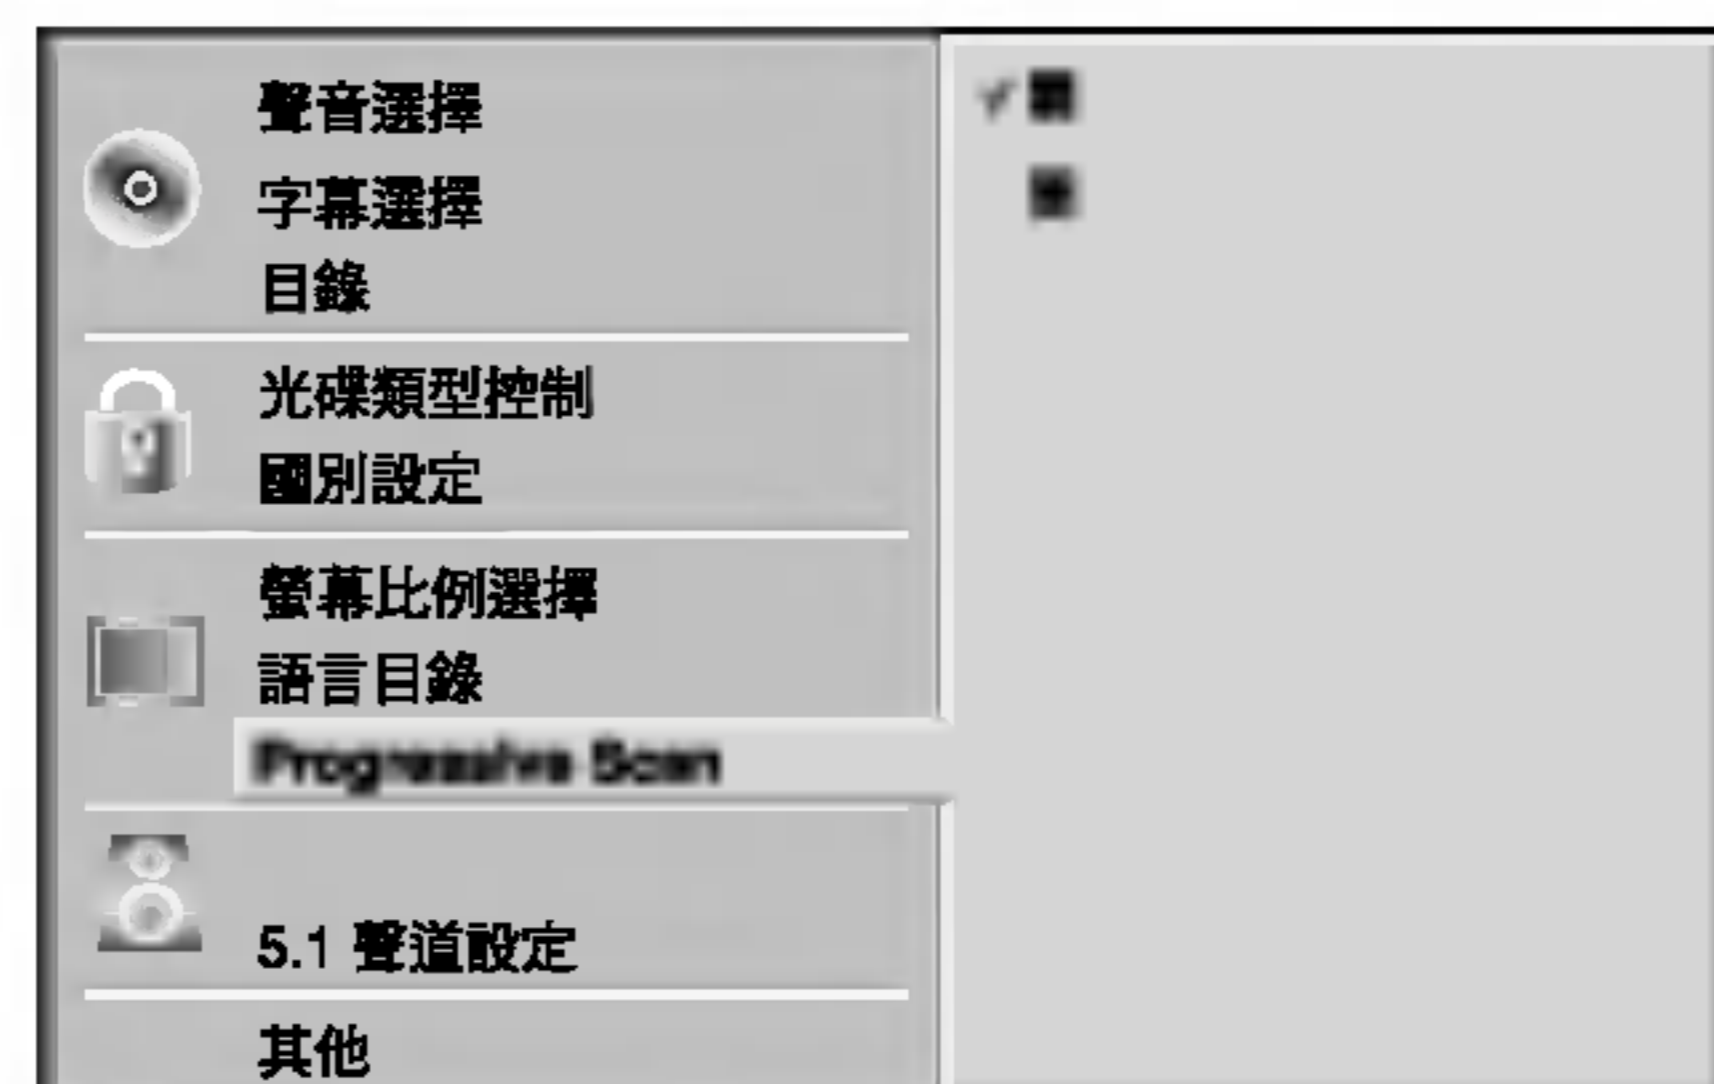 聲音選擇
字幕選擇
目錄
光碟類型控制
國別設定
螢幕比例選擇
語言目錄
Progressive Scan
5.1 聲道設定
其他